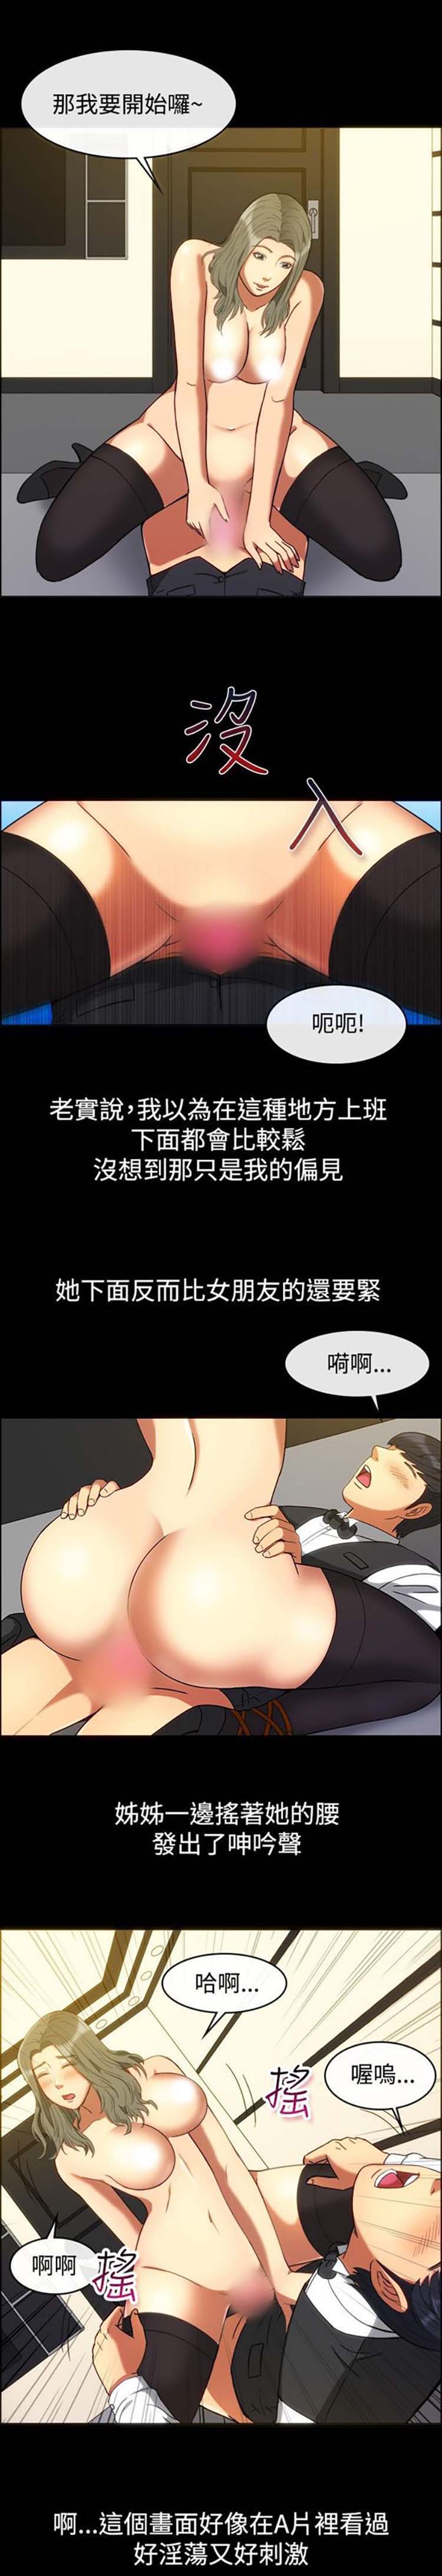 那我要開始囉~
沒
入
呃呃!
老實說,我以為在這種地方上班
下面都會比較鬆
沒想到那只是我的偏見
她下面反而比女朋友的還要緊
嗬啊...
姊姊一邊搖著她的腰
發出了呻吟聲
哈啊...
搖
喔嗚...
啊啊
搖
啊...這個畫面好像在A片裡看過
好淫蕩又好刺激